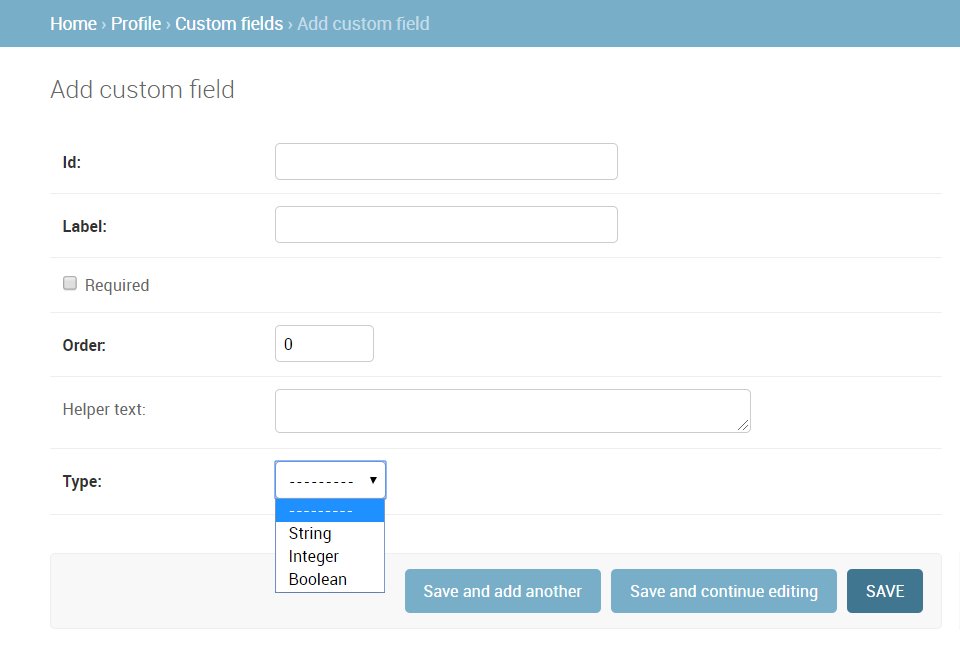 Home › Profile › Custom fields › Add custom field
Add custom field
Id:
Label:
Required
Order: 0
Helper text:
Type: ---------
---------
String
Integer
Boolean
Save and add another Save and continue editing SAVE